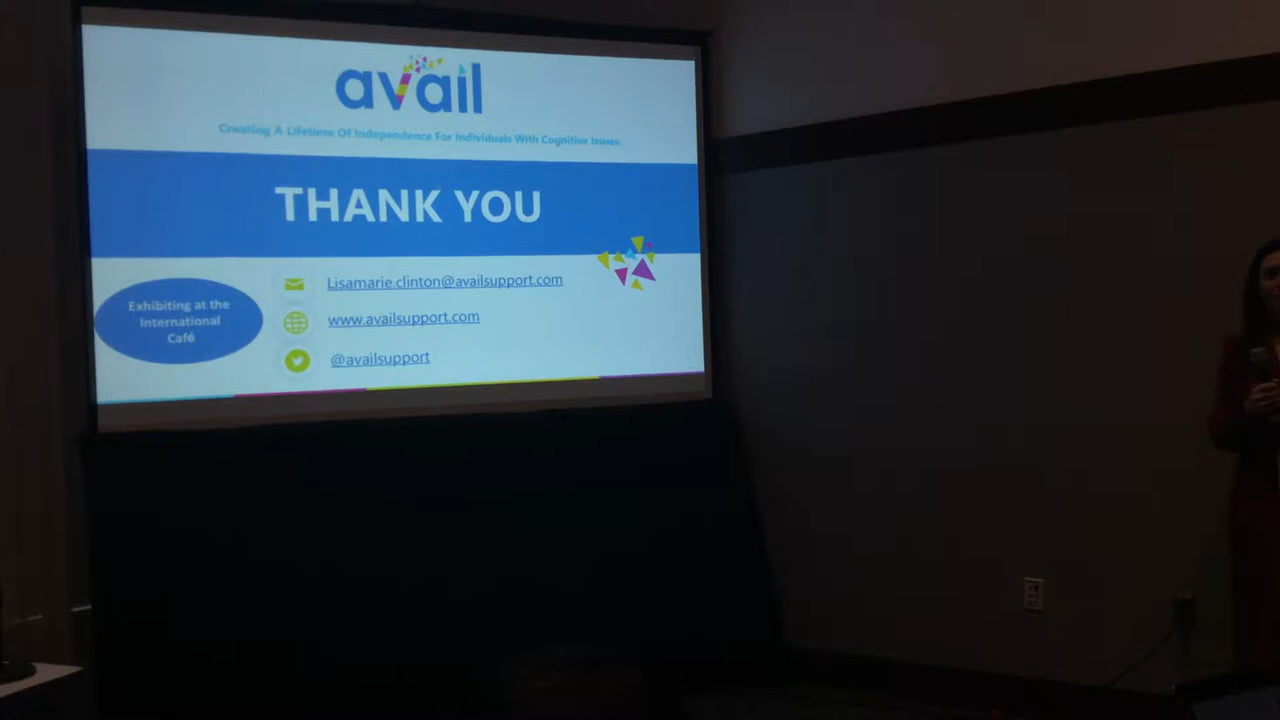 avail
Creating A Lifetime Of Independence For Individuals With Cognitive Issues.
THANK YOU
Exhibiting at the
International
Café
Lisamarie.clinton@availsupport.com
www.availsupport.com
@availsupport